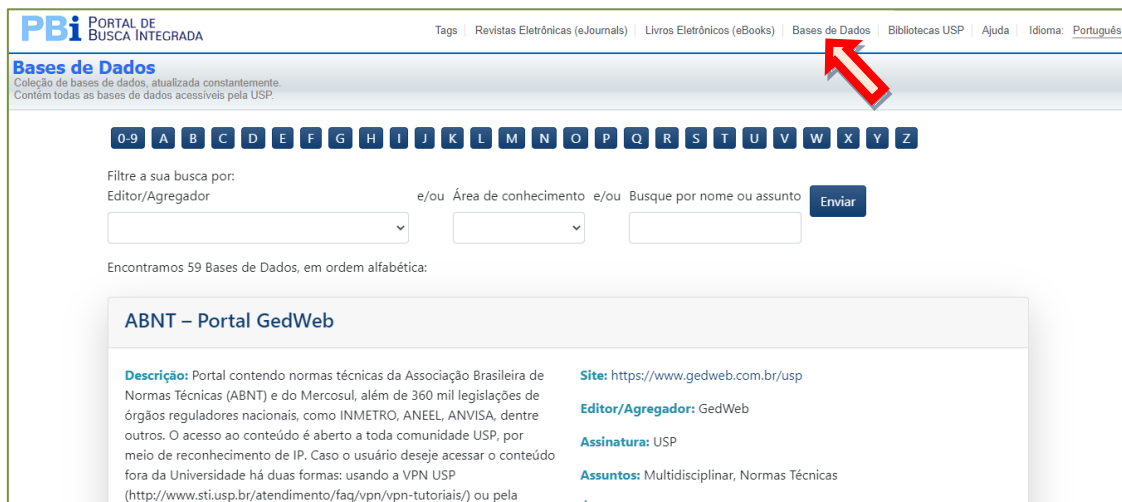 PBi PORTAL DE BUSCA INTEGRADA
Tags Revistas Eletrônicas (eJournals) Livros Eletrônicos (eBooks) Bases de Dados Bibliotecas USP Ajuda Idioma: Português
Bases de Dados
Coleção de bases de dados, atualizada constantemente.
Contém todas as bases de dados acessíveis pela USP.
0-9 A B C D E F G H I J K L M N O P Q R S T U V W X Y Z
Filtre a sua busca por:
Editor/Agregador e/ou Área de conhecimento e/ou Busque por nome ou assunto Enviar
Encontramos 59 Bases de Dados, em ordem alfabética:
ABNT – Portal GedWeb
Descrição: Portal contendo normas técnicas da Associação Brasileira de
Normas Técnicas (ABNT) e do Mercosul, além de 360 mil legislações de
órgãos reguladores nacionais, como INMETRO, ANEEL, ANVISA, dentre
outros. O acesso ao conteúdo é aberto a toda comunidade USP, por
meio de reconhecimento de IP. Caso o usuário deseje acessar o conteúdo
fora da Universidade há duas formas: usando a VPN USP
(http://www.sti.usp.br/atendimento/faq/vpn/vpn-tutoriais/) ou pela
Site: https://www.gedweb.com.br/usp
Editor/Agregador: GedWeb
Assinatura: USP
Assuntos: Multidisciplinar, Normas Técnicas